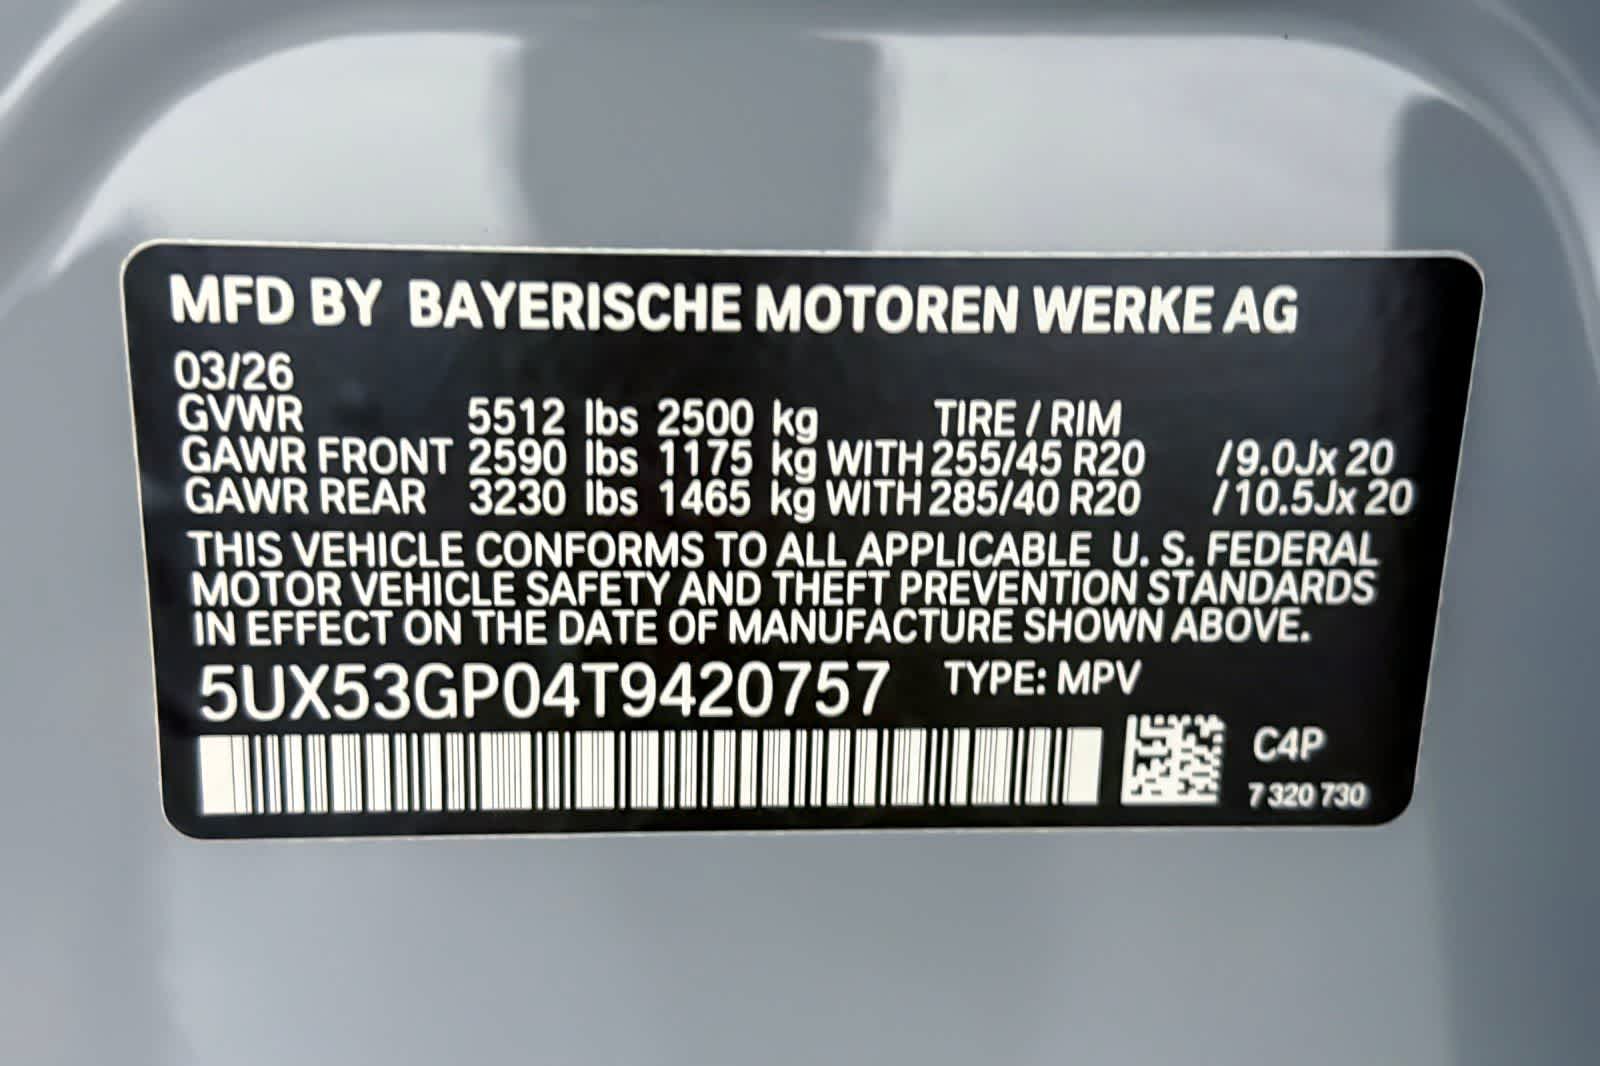 MFD BY BAYERISCHE MOTOREN WERKE AG
03/26
GVWR 5512 lbs 2500 kg TIRE / RIM
GAWR FRONT 2590 lbs 1175 kg WITH 255/45 R20 /9.0Jx 20
GAWR REAR 3230 lbs 1465 kg WITH 285/40 R20 /10.5Jx 20
THIS VEHICLE CONFORMS TO ALL APPLICABLE U. S. FEDERAL
MOTOR VEHICLE SAFETY AND THEFT PREVENTION STANDARDS
IN EFFECT ON THE DATE OF MANUFACTURE SHOWN ABOVE.
5UX53GP04T9420757 TYPE: MPV
C4P
7 320 730